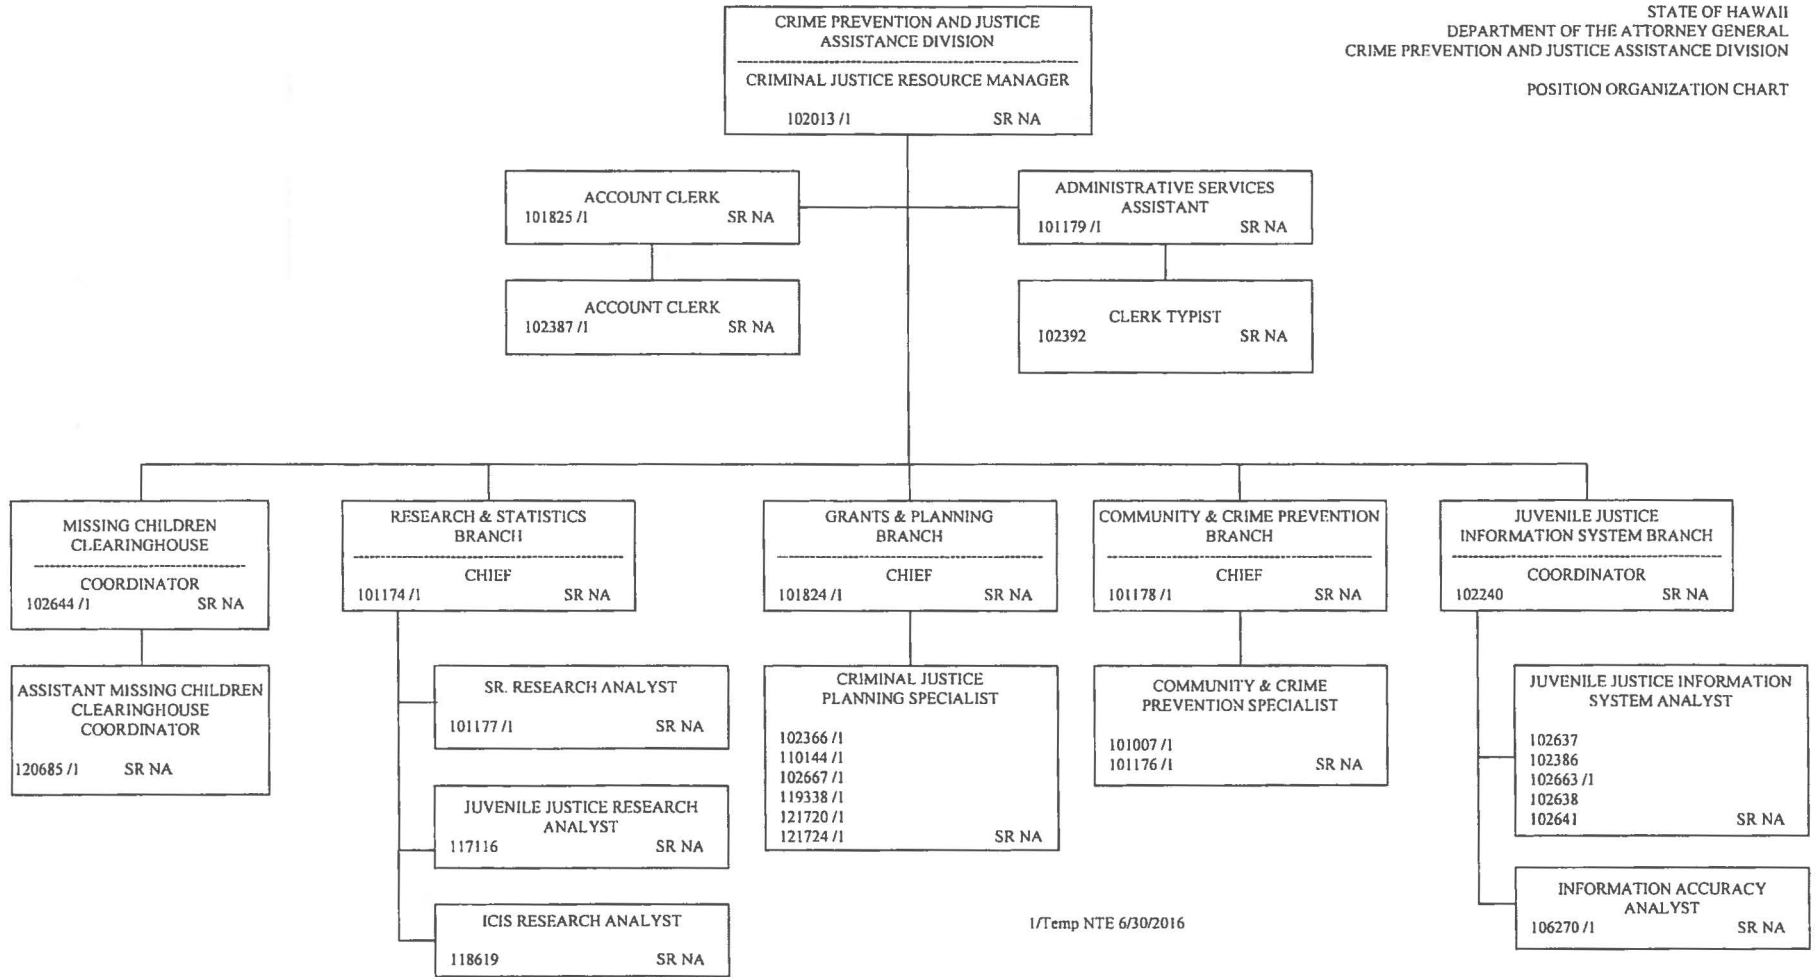 STATE OF HAWAII
DEPARTMENT OF THE ATTORNEY GENERAL
CRIME PREVENTION AND JUSTICE ASSISTANCE DIVISION
POSITION ORGANIZATION CHART
CRIME PREVENTION AND JUSTICE
ASSISTANCE DIVISION
CRIMINAL JUSTICE RESOURCE MANAGER
102013 /1 SR NA
ACCOUNT CLERK
101825 /1 SR NA
ADMINISTRATIVE SERVICES
ASSISTANT
101179 /1 SR NA
ACCOUNT CLERK
102387 /1 SR NA
CLERK TYPIST
102392 SR NA
MISSING CHILDREN
CLEARINGHOUSE
COORDINATOR
102644 /1 SR NA
ASSISTANT MISSING CHILDREN
CLEARINGHOUSE
COORDINATOR
120685 /1 SR NA
RESEARCH & STATISTICS
BRANCH
CHIEF
101174 /1 SR NA
SR. RESEARCH ANALYST
101177 /1 SR NA
JUVENILE JUSTICE RESEARCH
ANALYST
117116 SR NA
ICIS RESEARCH ANALYST
118619 SR NA
GRANTS & PLANNING
BRANCH
CHIEF
101824 /1 SR NA
CRIMINAL JUSTICE
PLANNING SPECIALIST
102366 /1
110144 /1
102667 /1
119338 /1
121720 /1
121724 /1 SR NA
COMMUNITY & CRIME PREVENTION
BRANCH
CHIEF
101178 /1 SR NA
COMMUNITY & CRIME
PREVENTION SPECIALIST
101007 /1
101176 /1 SR NA
JUVENILE JUSTICE
INFORMATION SYSTEM BRANCH
COORDINATOR
102240 SR NA
JUVENILE JUSTICE INFORMATION
SYSTEM ANALYST
102637
102386
102663 /1
102638
102641 SR NA
INFORMATION ACCURACY
ANALYST
106270 /1 SR NA
1/Temp NTE 6/30/2016